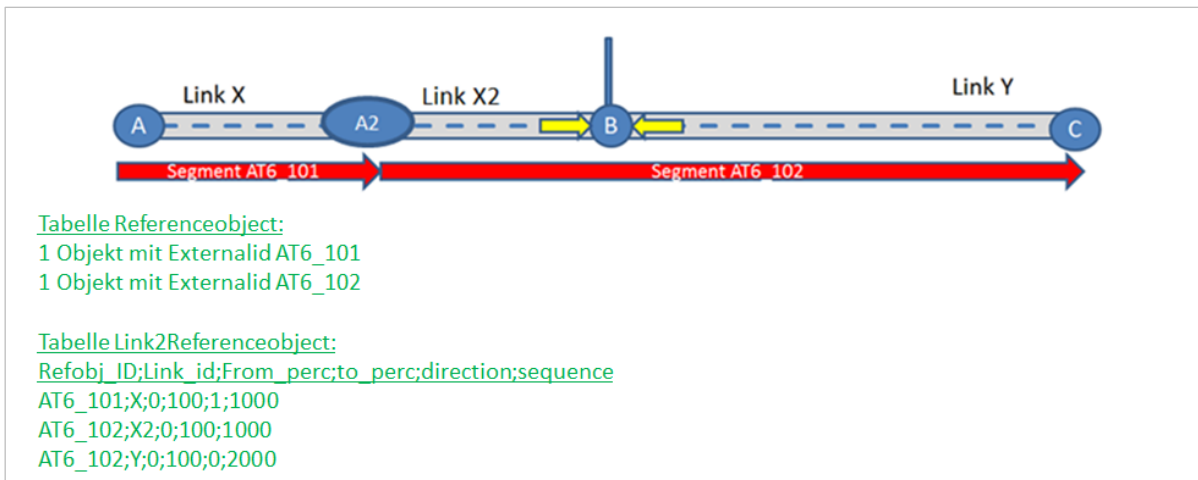 Link X
Link X2
Link Y
A
A2
B
C
Segment AT6_101
Segment AT6_102
Tabelle Referenceobject:
1 Objekt mit Externalid AT6_101
1 Objekt mit Externalid AT6_102
Tabelle Link2Referenceobject:
Refobj_ID;Link_id;From_perc;to_perc;direction;sequence
AT6_101;X;0;100;1;1000
AT6_102;X2;0;100;1000
AT6_102;Y;0;100;0;2000